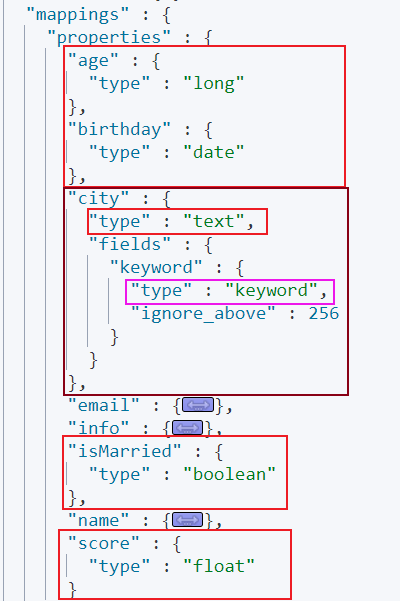 "mappings" : {
"properties" : {
"age" : {
"type" : "long"
},
"birthday" : {
"type" : "date"
},
"city" : {
"type" : "text",
"fields" : {
"keyword" : {
"type" : "keyword",
"ignore_above" : 256
}
}
},
"email" : {},
"info" : {},
"isMarried" : {
"type" : "boolean"
},
"name" : {},
"score" : {
"type" : "float"
}